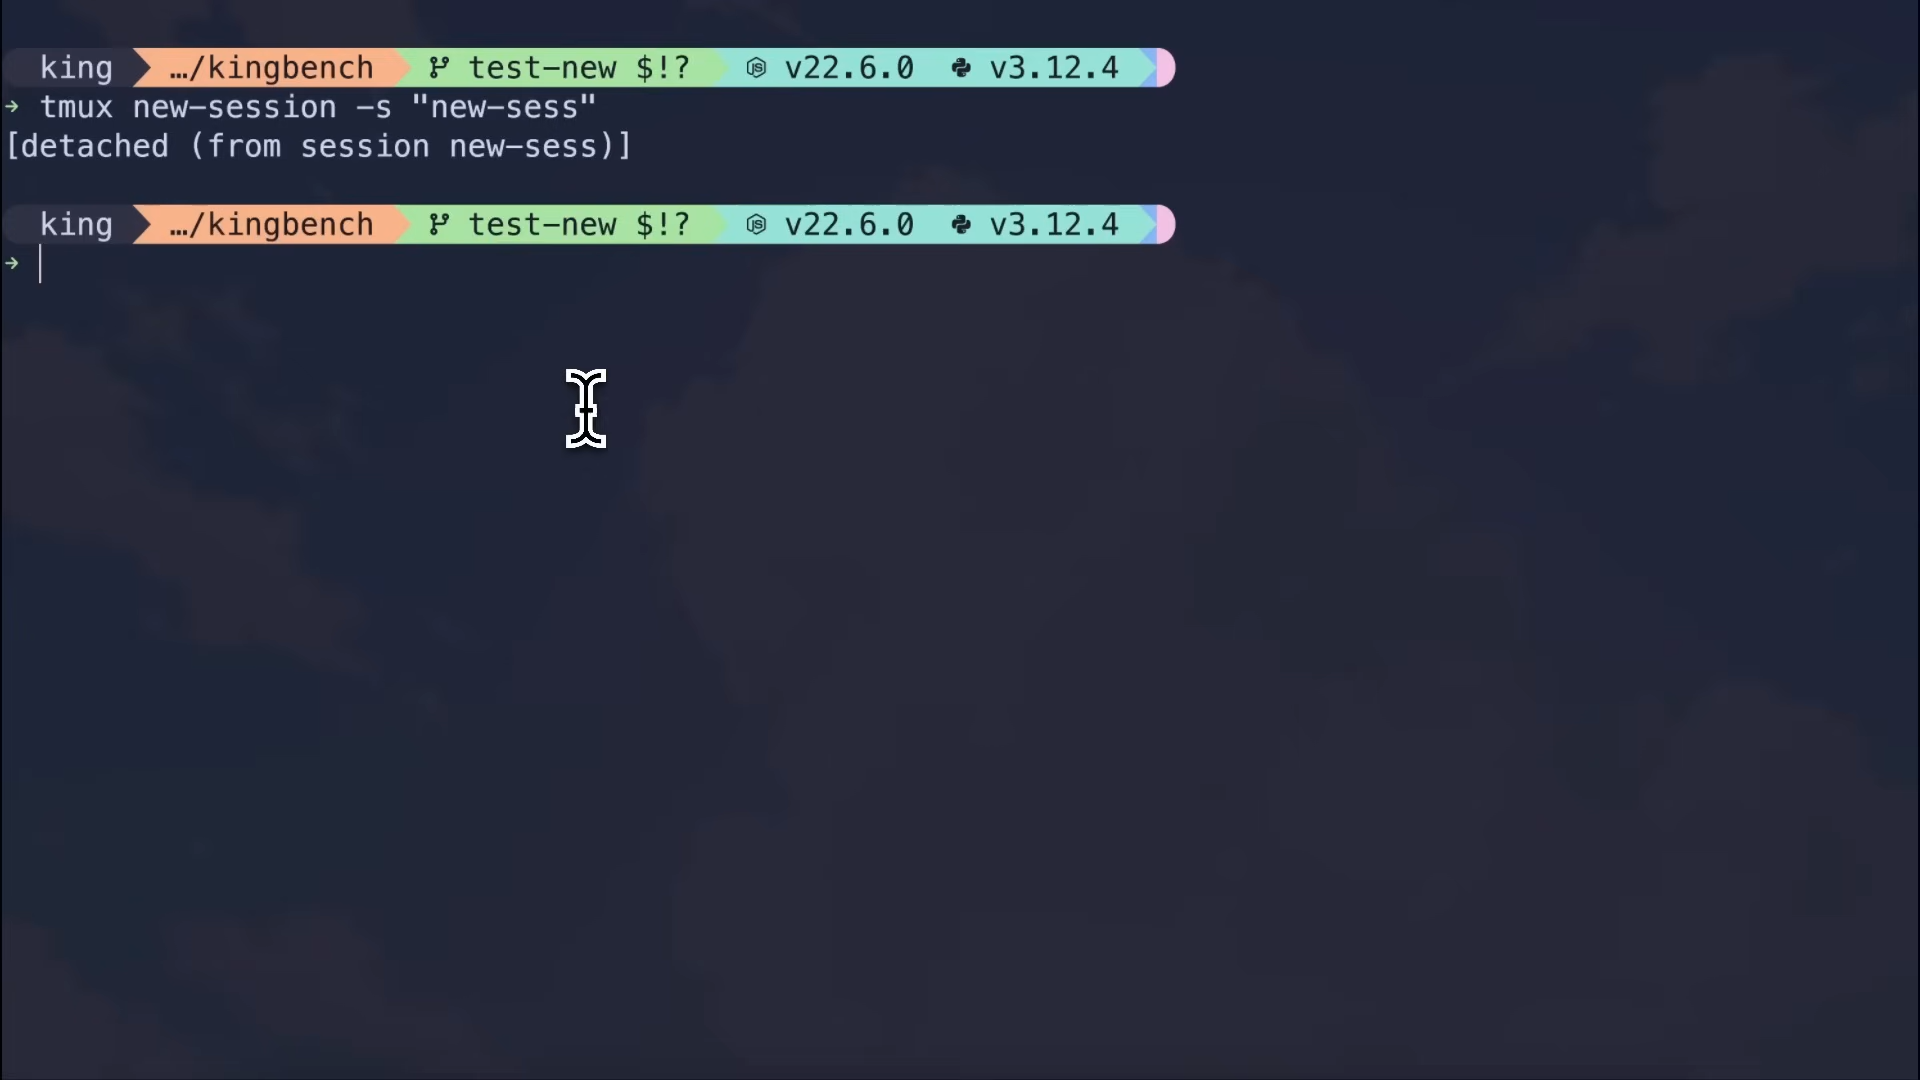 king …/kingbench test-new $!? v22.6.0 v3.12.4
→ tmux new-session -s "new-sess"
[detached (from session new-sess)]
king …/kingbench test-new $!? v22.6.0 v3.12.4
→